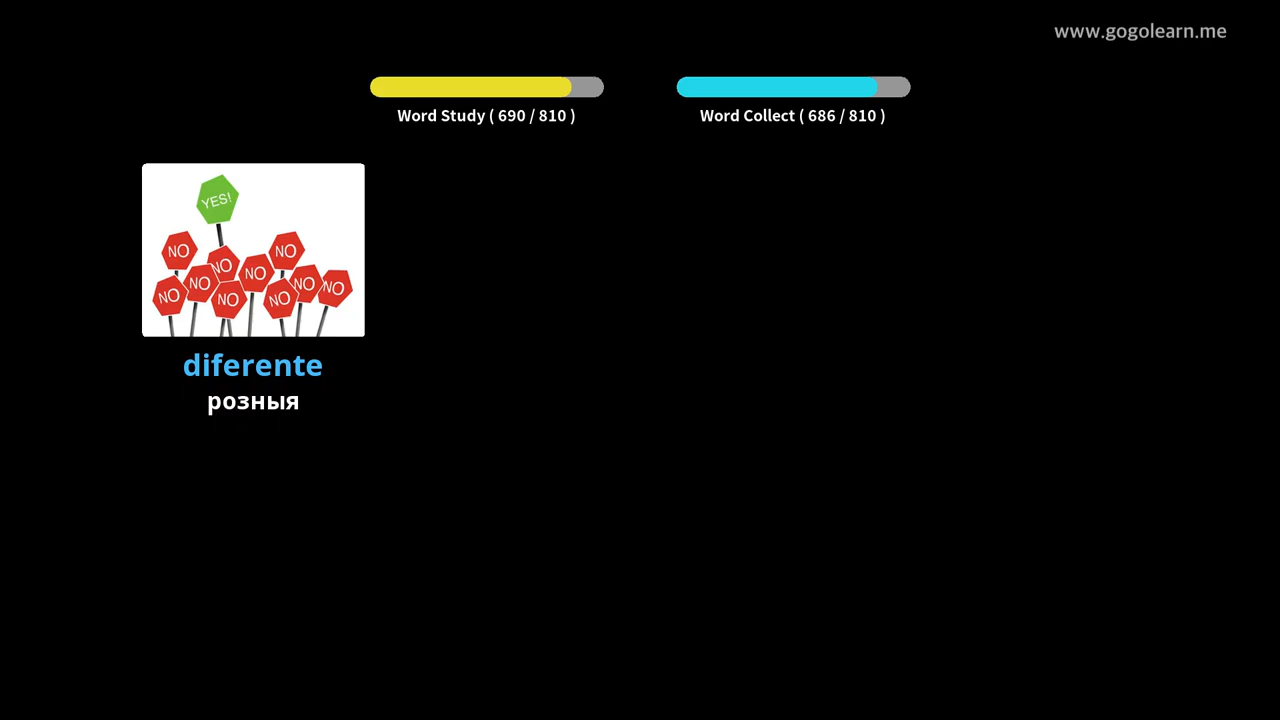 www.gogolearn.me
Word Study ( 690 / 810 )
Word Collect ( 686 / 810 )
YES!
NO
NO
NO
NO
NO
NO
NO
NO
NO
NO
diferente
розныя